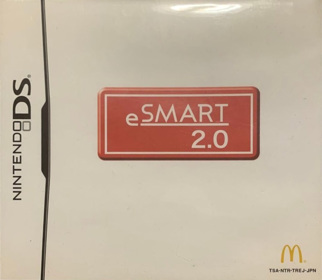 NINTENDO DS.
eSMART
2.0
TSA-NTR-TREJ-JPN